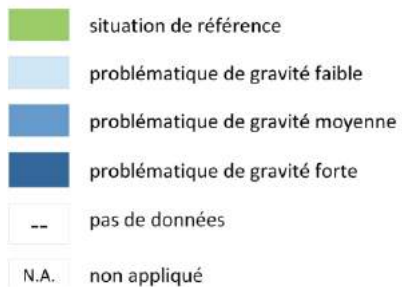 situation de référence
problématique de gravité faible
problématique de gravité moyenne
problématique de gravité forte
-- pas de données
N.A. non appliqué